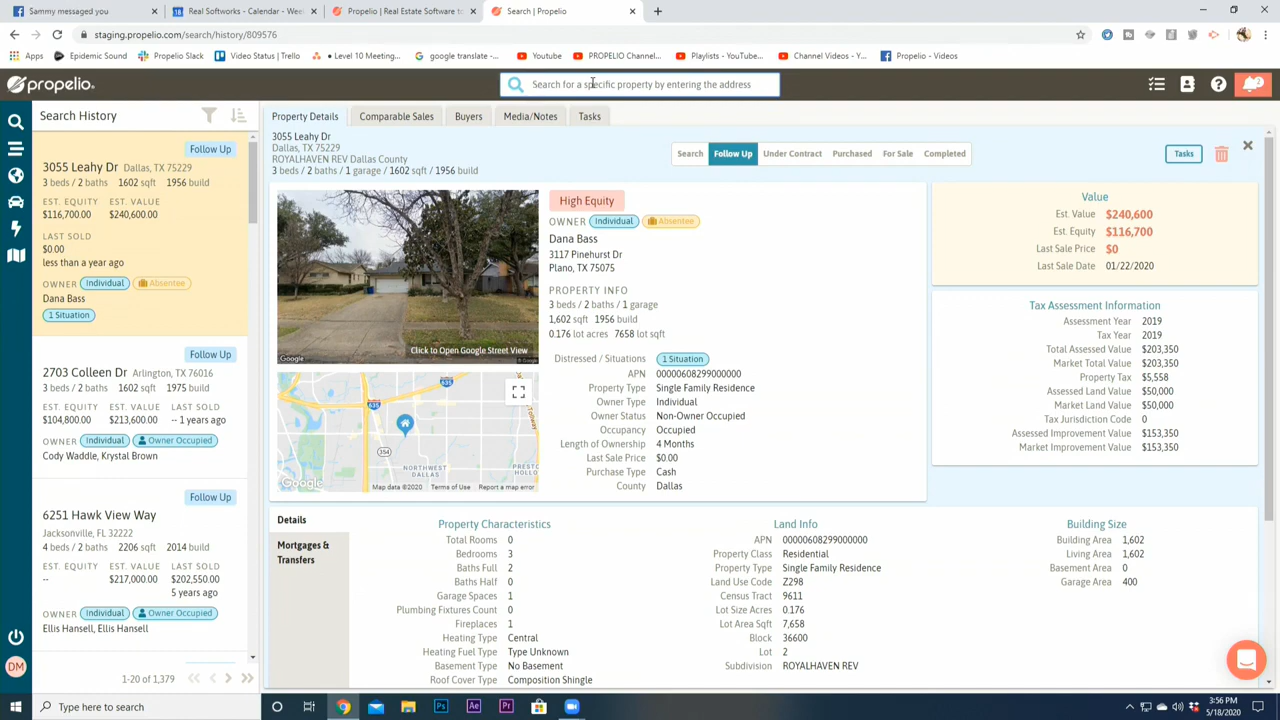 Sammy messaged you
Real Softworks - Calendar - Wee
Propelio | Real Estate Software to
Search | Propelio
staging.propelio.com/search/history/809576
Apps
Epidemic Sound
Propelio Slack
Video Status | Trello
Level 10 Meeting...
google translate -...
Youtube
PROPELIO Channel...
Playlists - YouTube...
Channel Videos - Y...
Propelio - Videos
propelio
Search for a specific property by entering the address
Search History
Follow Up
3055 Leahy Dr Dallas, TX 75229
3 beds / 2 baths 1602 sqft 1956 build
EST. EQUITY EST. VALUE
$116,700.00 $240,600.00
LAST SOLD
$0.00
less than a year ago
OWNER Individual Absentee
Dana Bass
1 Situation
Follow Up
2703 Colleen Dr Arlington, TX 76016
3 beds / 2 baths 1602 sqft 1975 build
EST. EQUITY EST. VALUE LAST SOLD
$104,800.00 $213,600.00 -- 1 years ago
OWNER Individual Owner Occupied
Cody Waddle, Krystal Brown
Follow Up
6251 Hawk View Way
Jacksonville, FL 32222
4 beds / 2 baths 2206 sqft 2014 build
EST. EQUITY EST. VALUE LAST SOLD
-- $217,000.00 $202,550.00
5 years ago
OWNER Individual Owner Occupied
Ellis Hansell, Ellis Hansell
1-20 of 1,379
DM
Property Details Comparable Sales Buyers Media/Notes Tasks
3055 Leahy Dr
Dallas, TX 75229
ROYALHAVEN REV Dallas County
3 beds / 2 baths / 1 garage / 1602 sqft / 1956 build
Search Follow Up Under Contract Purchased For Sale Completed
Tasks
Google
Click to Open Google Street View
Google
635
635
354
NORTHWEST
DALLAS
PRESTO
HOLLO
Tollway
Google
Map data ©2020 Terms of Use Report a map error
High Equity
OWNER Individual Absentee
Dana Bass
3117 Pinehurst Dr
Plano, TX 75075
PROPERTY INFO
3 beds / 2 baths / 1 garage
1,602 sqft 1956 build
0.176 lot acres 7658 lot sqft
Distressed / Situations 1 Situation
APN 00000608299000000
Property Type Single Family Residence
Owner Type Individual
Owner Status Non-Owner Occupied
Occupancy Occupied
Length of Ownership 4 Months
Last Sale Price $0.00
Purchase Type Cash
County Dallas
Value
Est. Value $240,600
Est. Equity $116,700
Last Sale Price $0
Last Sale Date 01/22/2020
Tax Assessment Information
Assessment Year 2019
Tax Year 2019
Total Assessed Value $203,350
Market Total Value $203,350
Property Tax $5,558
Assessed Land Value $50,000
Market Land Value $50,000
Tax Jurisdiction Code 0
Assessed Improvement Value $153,350
Market Improvement Value $153,350
Details
Mortgages &
Transfers
Property Characteristics
Total Rooms 0
Bedrooms 3
Baths Full 2
Baths Half 0
Garage Spaces 1
Plumbing Fixtures Count 0
Fireplaces 1
Heating Type Central
Heating Fuel Type Type Unknown
Basement Type No Basement
Roof Cover Type Composition Shingle
Land Info
APN 00000608299000000
Property Class Residential
Property Type Single Family Residence
Land Use Code Z298
Census Tract 9611
Lot Size Acres 0.176
Lot Area Sqft 7,658
Block 36600
Lot 2
Subdivision ROYALHAVEN REV
Building Size
Building Area 1,602
Living Area 1,602
Basement Area 0
Garage Area 400
Type here to search
3:56 PM
5/18/2020